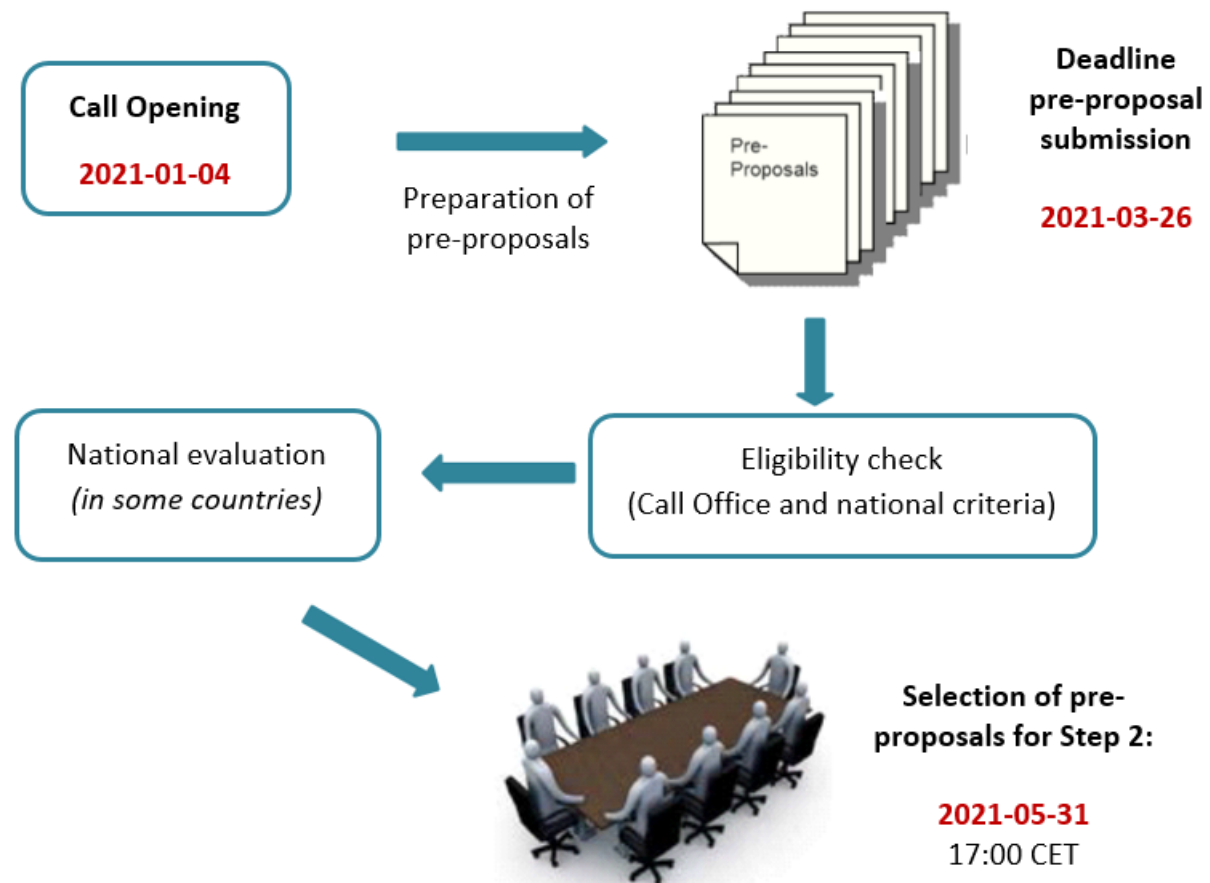 Call Opening
2021-01-04
Preparation of
pre-proposals
Pre-
Proposals
Deadline
pre-proposal
submission
2021-03-26
Eligibility check
(Call Office and national criteria)
National evaluation
(in some countries)
Selection of pre-
proposals for Step 2:
2021-05-31
17:00 CET